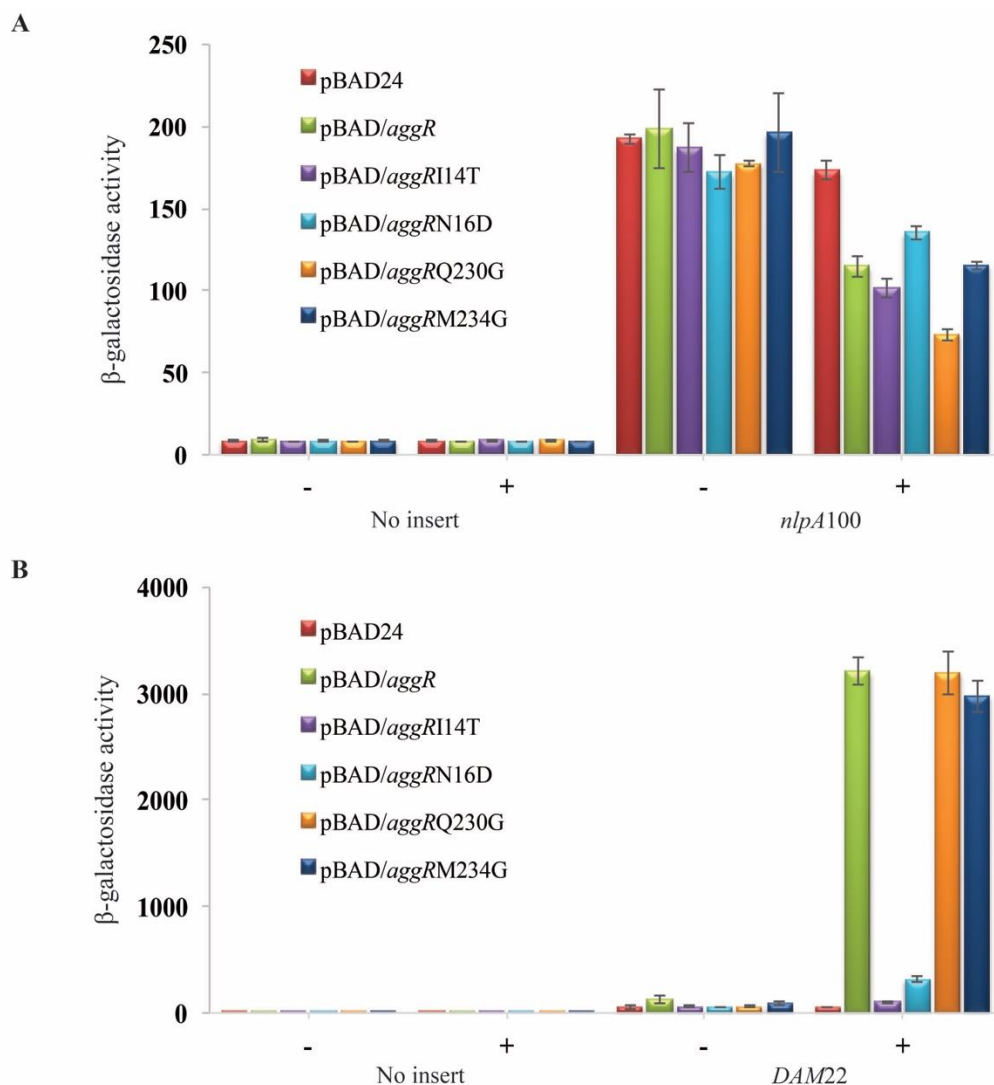 A
β-galactosidase activity
250
200
150
100
50
0
pBAD24
pBAD/aggR
pBAD/aggRI14T
pBAD/aggRN16D
pBAD/aggRQ230G
pBAD/aggRM234G
- + - +
No insert nlpA100
B
β-galactosidase activity
4000
3000
2000
1000
0
pBAD24
pBAD/aggR
pBAD/aggRI14T
pBAD/aggRN16D
pBAD/aggRQ230G
pBAD/aggRM234G
- + - +
No insert DAM22